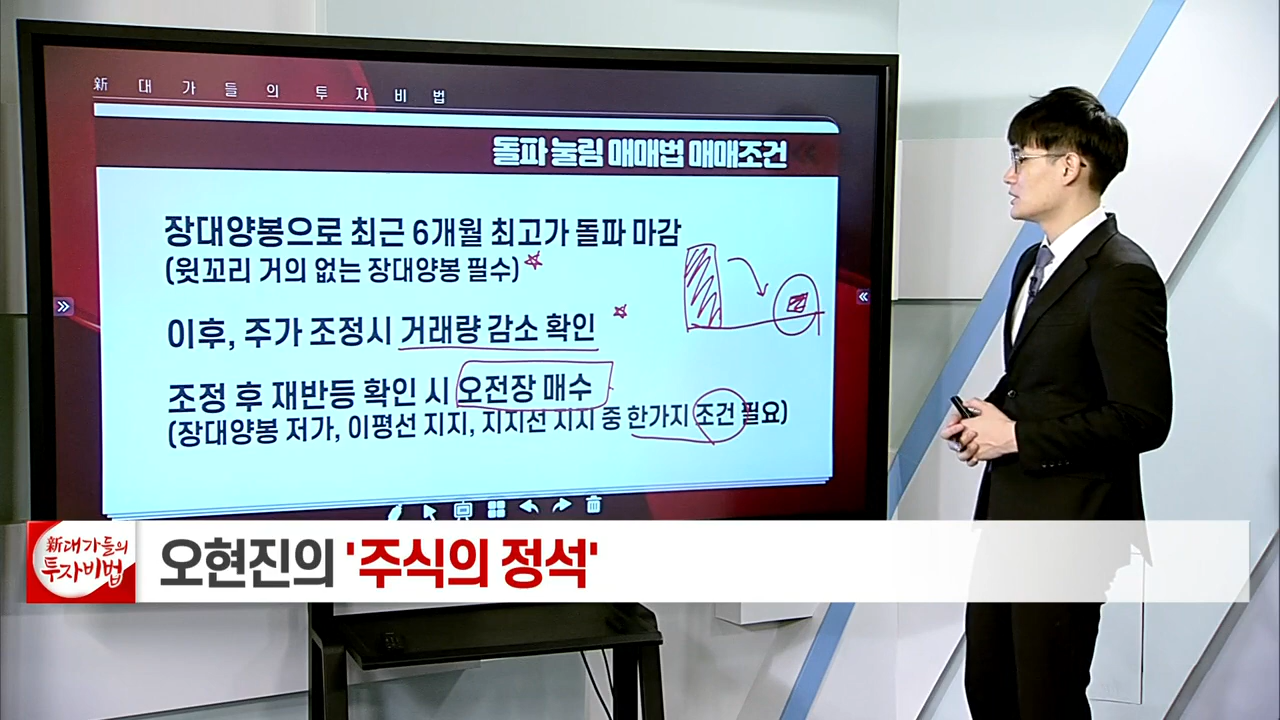 新 대 가 들 의 투 자 비 법
돌파 눌림 매매법 매매조건
장대양봉으로 최근 6개월 최고가 돌파 마감
(윗꼬리 거의 없는 장대양봉 필수)
이후, 주가 조정시 거래량 감소 확인
조정 후 재반등 확인 시 오전장 매수
(장대양봉 저가, 이평선 지지, 지지선 지지 중 한가지 조건 필요)
新대가들의
투자비법
오현진의 '주식의 정석'